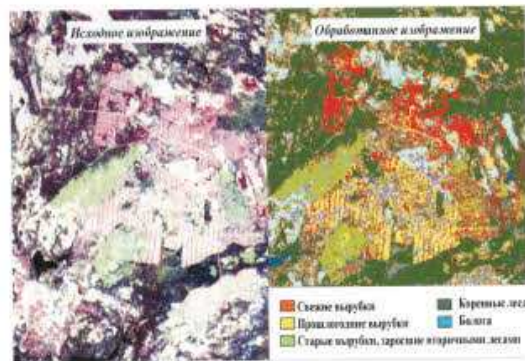 Исходное изображение
Обработанное изображение
Свежие вырубки
Прошлогодние вырубки
Старые вырубки, заросшие вторичными лесами
Коренные леса
Болота